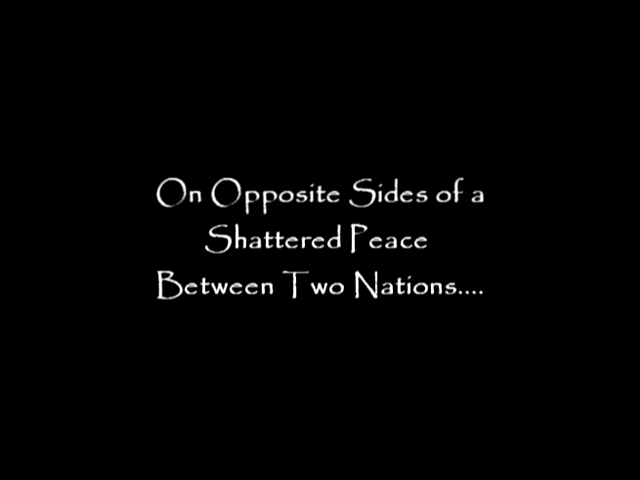 On Opposite Sides of a
Shattered Peace
Between Two Nations....